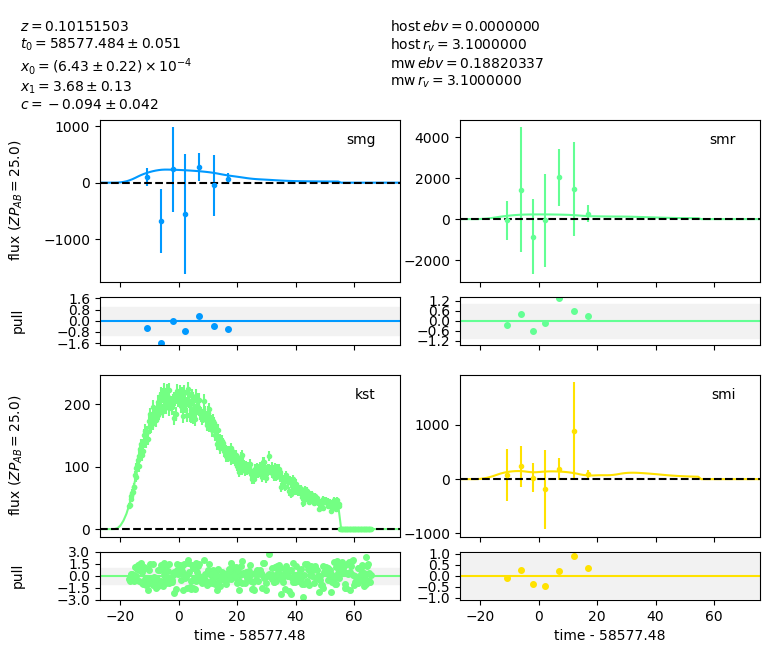 z = 0.10151503
t0 = 58577.484 ± 0.051
x0 = (6.43 ± 0.22) × 10^−4
x1 = 3.68 ± 0.13
c = −0.094 ± 0.042
host ebv = 0.0000000
host rv = 3.1000000
mw ebv = 0.18820337
mw rv = 3.1000000
smg
1000
0
−1000
flux (ZPAB = 25.0)
smr
4000
2000
0
−2000
1.6
0.8
0.0
−0.8
−1.6
pull
1.2
0.6
0.0
−0.6
−1.2
kst
200
100
0
flux (ZPAB = 25.0)
smi
1000
0
−1000
3.0
1.5
0.0
−1.5
−3.0
pull
−20 0 20 40 60
time - 58577.48
1.0
0.5
0.0
−0.5
−1.0
−20 0 20 40 60
time - 58577.48